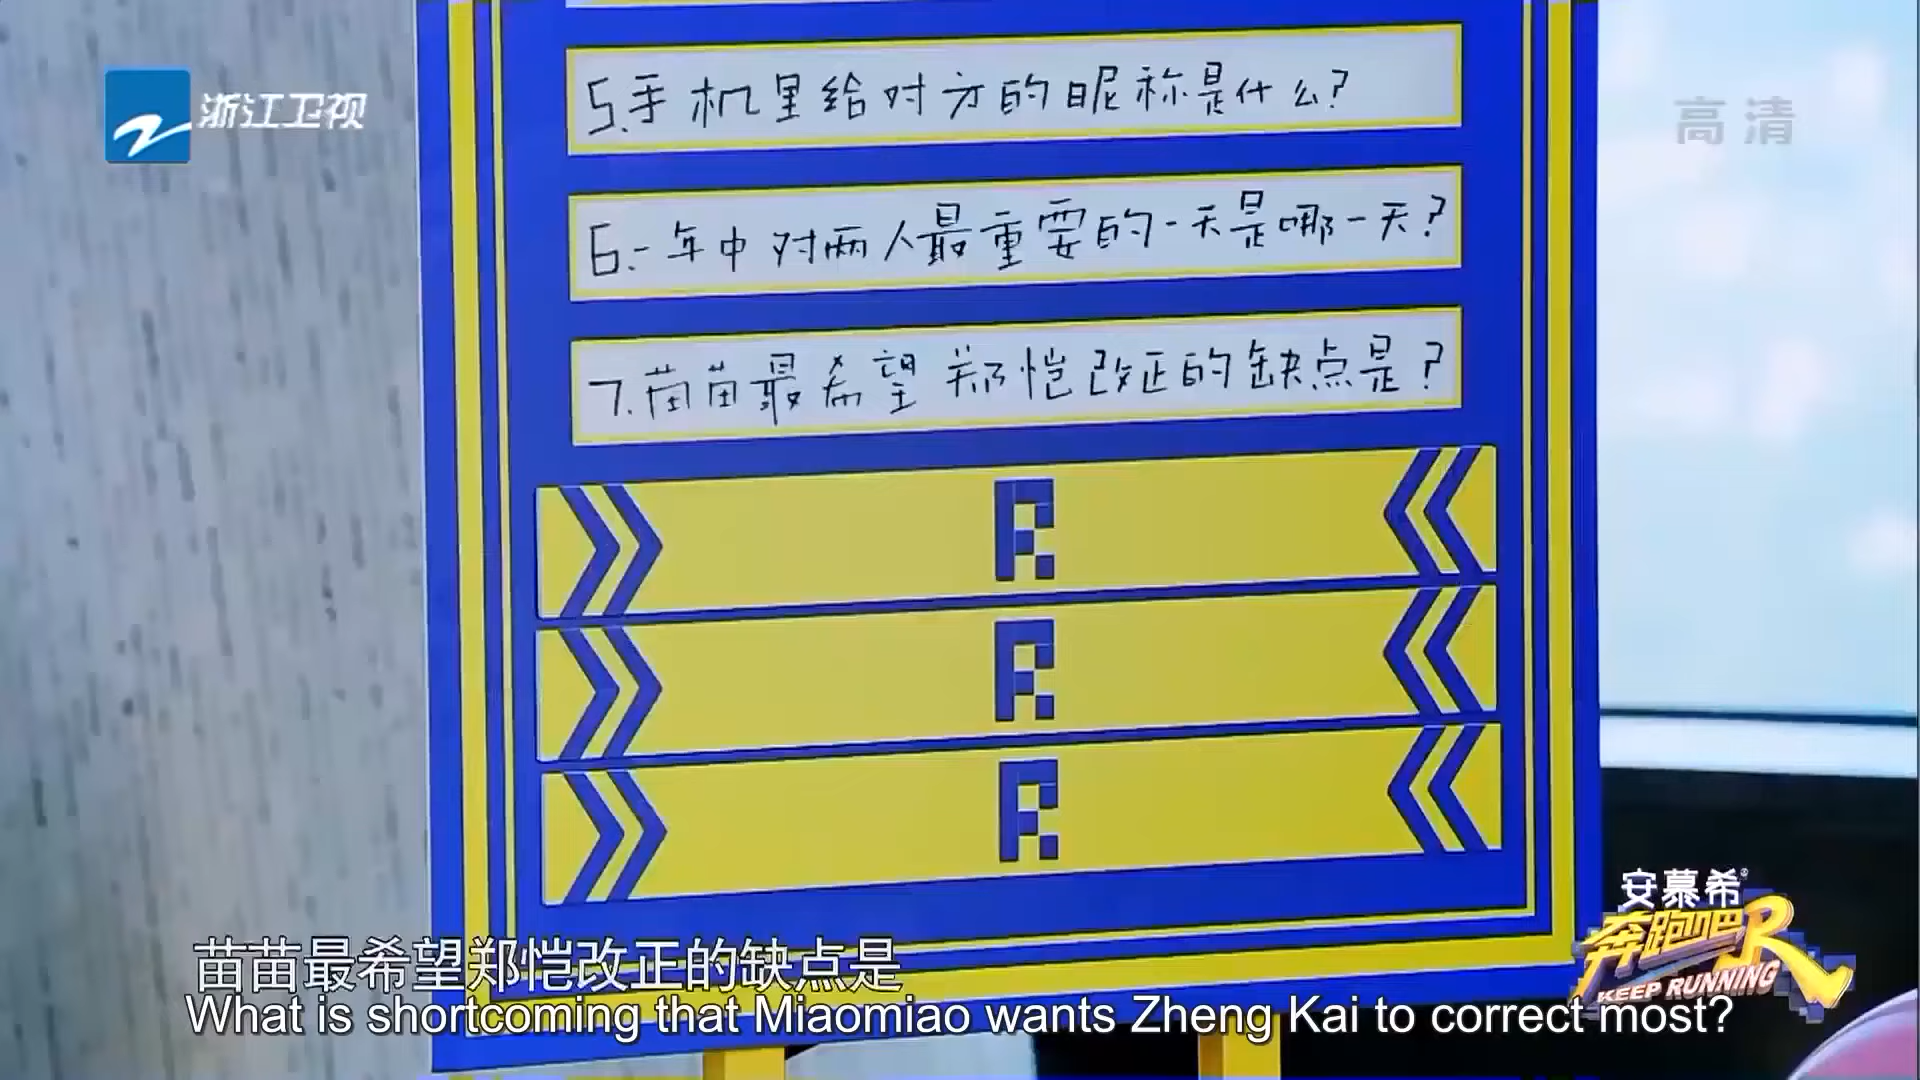 浙江卫视
高清
5.手机里给对方的昵称是什么?
6.一年中对两人最重要的一天是哪一天?
7.苗苗最希望郑恺改正的缺点是?
R
R
R
安慕希®
奔跑吧
KEEP RUNNING
苗苗最希望郑恺改正的缺点是
What is shortcoming that Miaomiao wants Zheng Kai to correct most?